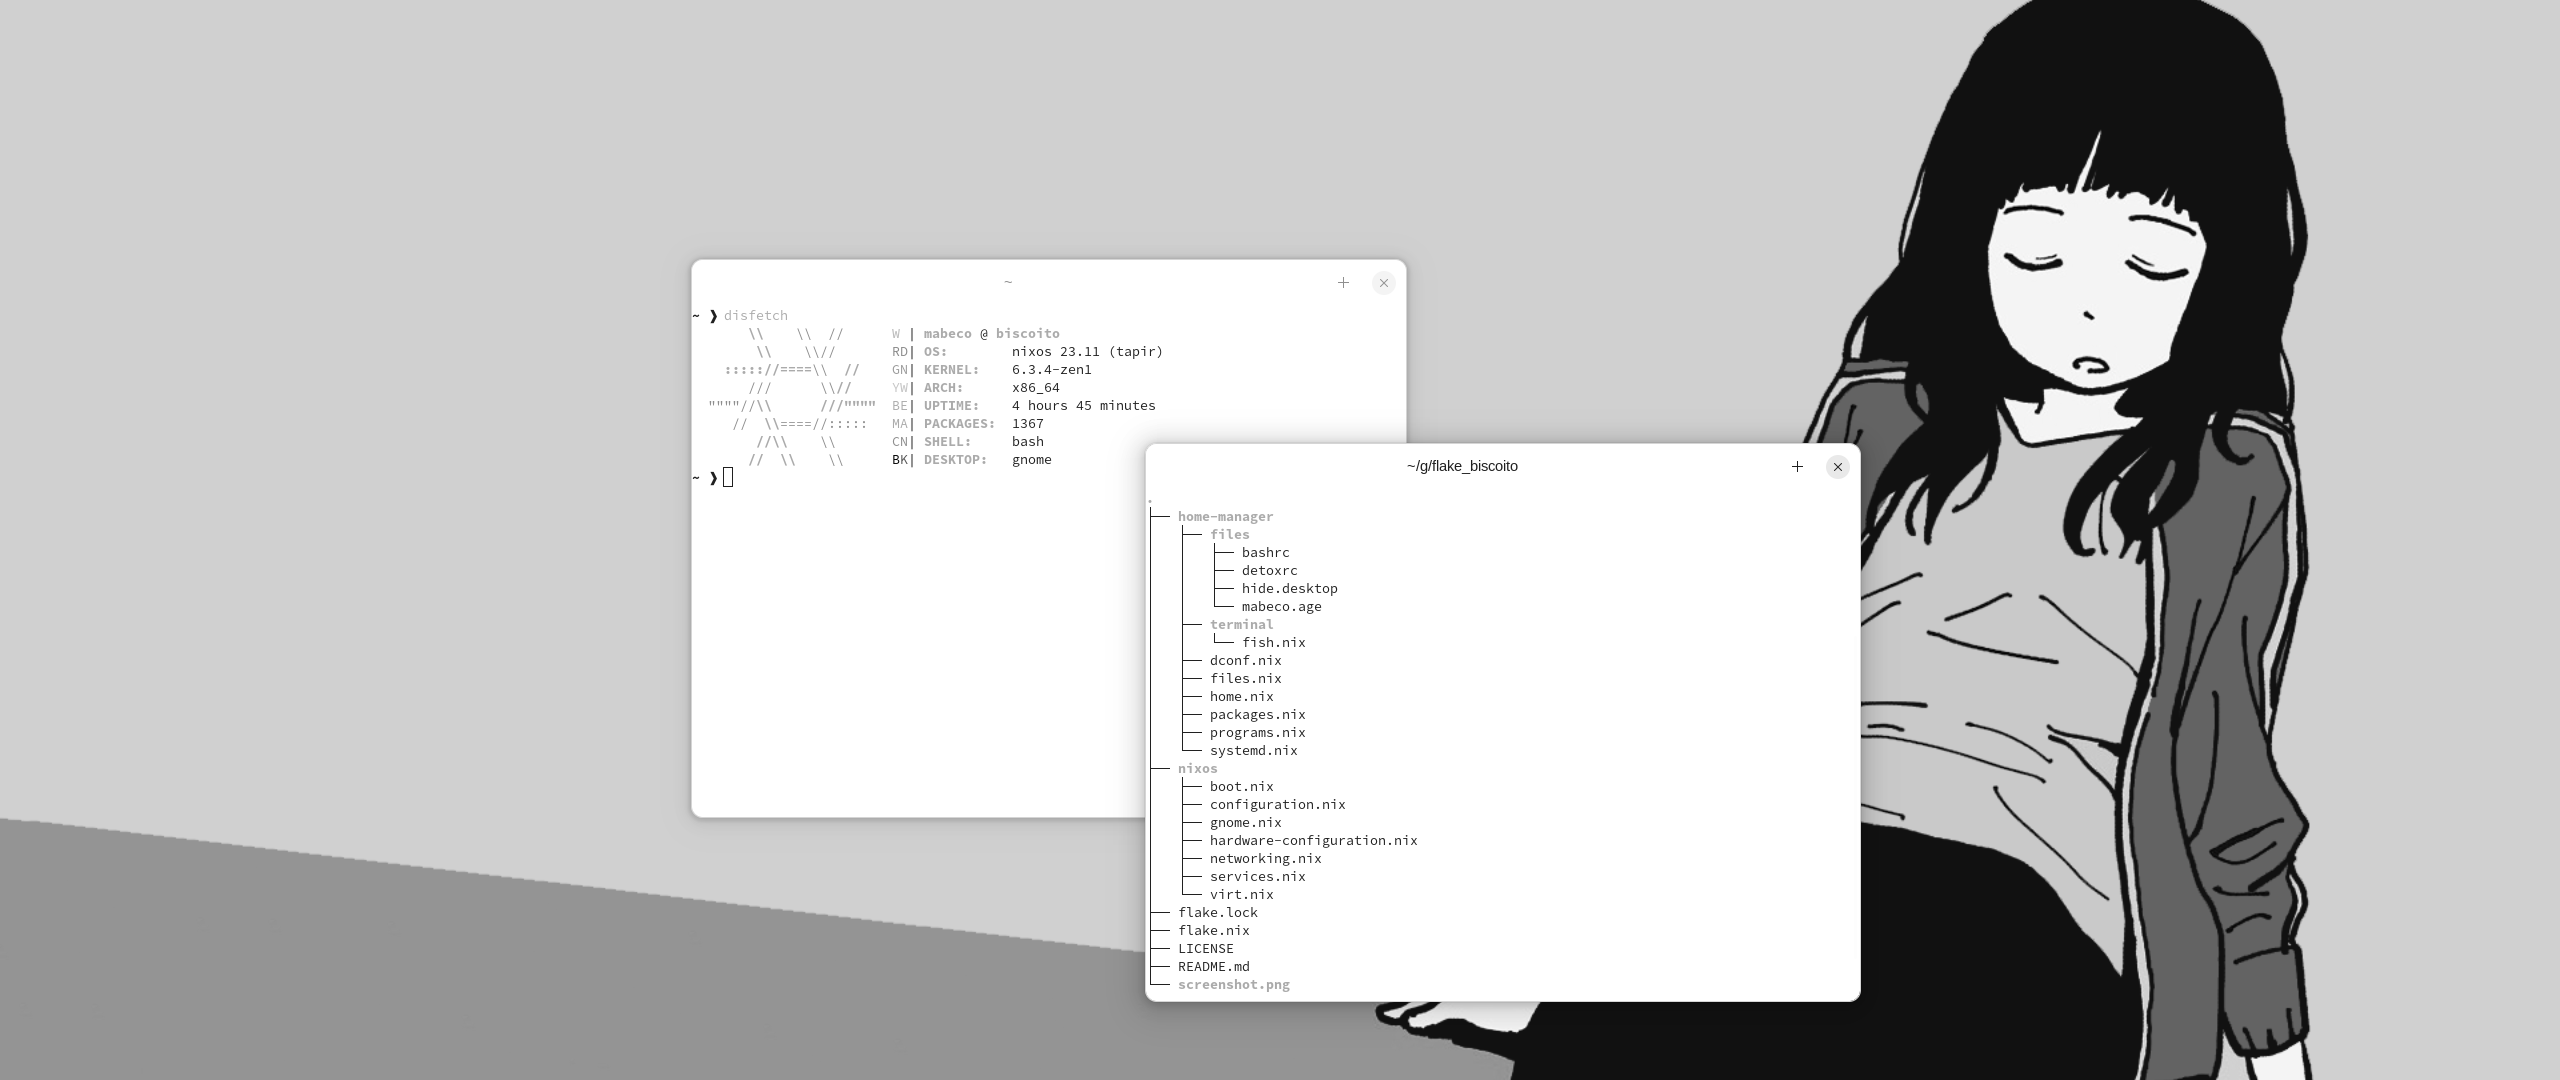 ~
~ ❱ disfetch
      \\    \\  //      W | mabeco @ biscoito
       \\    \\//       RD| OS:        nixos 23.11 (tapir)
   ::::://====\\  //    GN| KERNEL:    6.3.4-zen1
      ///      \\//     YW| ARCH:      x86_64
 """"//\\      ///""""  BE| UPTIME:    4 hours 45 minutes
    //  \\====//:::::   MA| PACKAGES:  1367
       //\\    \\       CN| SHELL:     bash
      //  \\    \\      BK| DESKTOP:   gnome
~ ❱
~/g/flake_biscoito
.
├── home-manager
│   ├── files
│   │   ├── bashrc
│   │   ├── detoxrc
│   │   ├── hide.desktop
│   │   └── mabeco.age
│   ├── terminal
│   │   └── fish.nix
│   ├── dconf.nix
│   ├── files.nix
│   ├── home.nix
│   ├── packages.nix
│   ├── programs.nix
│   └── systemd.nix
├── nixos
│   ├── boot.nix
│   ├── configuration.nix
│   ├── gnome.nix
│   ├── hardware-configuration.nix
│   ├── networking.nix
│   ├── services.nix
│   └── virt.nix
├── flake.lock
├── flake.nix
├── LICENSE
├── README.md
└── screenshot.png